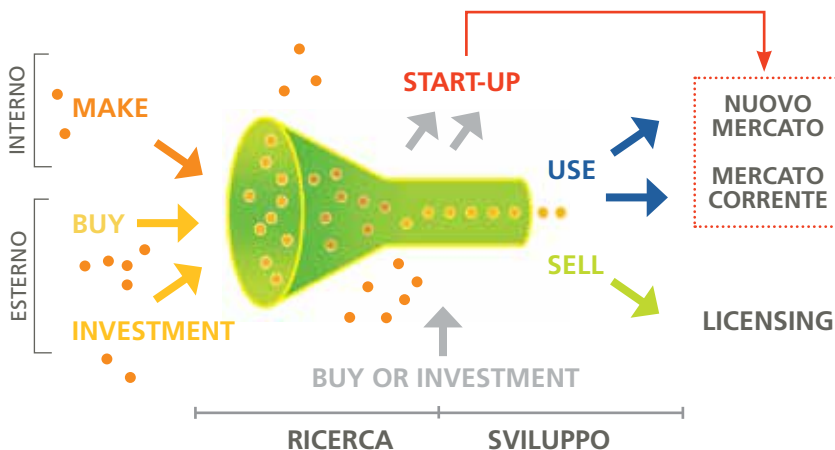 INTERNO
MAKE
START-UP
NUOVO
MERCATO
USE
MERCATO
CORRENTE
ESTERNO
BUY
SELL
INVESTMENT
LICENSING
BUY OR INVESTMENT
RICERCA
SVILUPPO